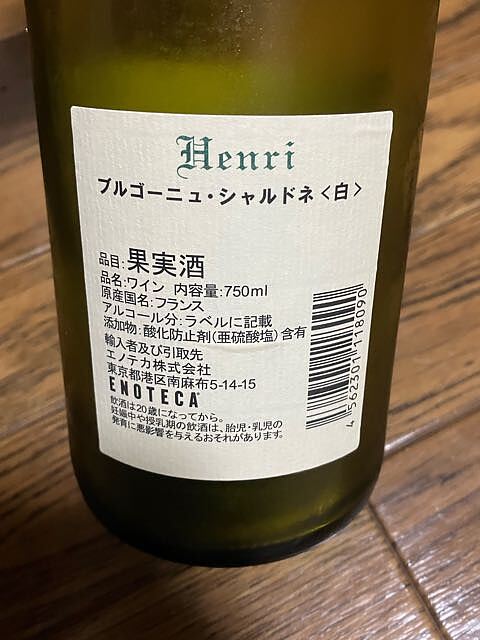 Henri
ブルゴーニュ・シャルドネ<白>
品目:果実酒
品名:ワイン 内容量:750ml
原産国名:フランス
アルコール分:ラベルに記載
添加物:酸化防止剤(亜硫酸塩)含有
輸入者及び引取先
エノテカ株式会社
東京都港区南麻布5-14-15
ENOTECA
飲酒は20歳になってから。
妊娠中や授乳期の飲酒は、胎児・乳児の
発育に悪影響を与えるおそれがあります。
4 562301 118090